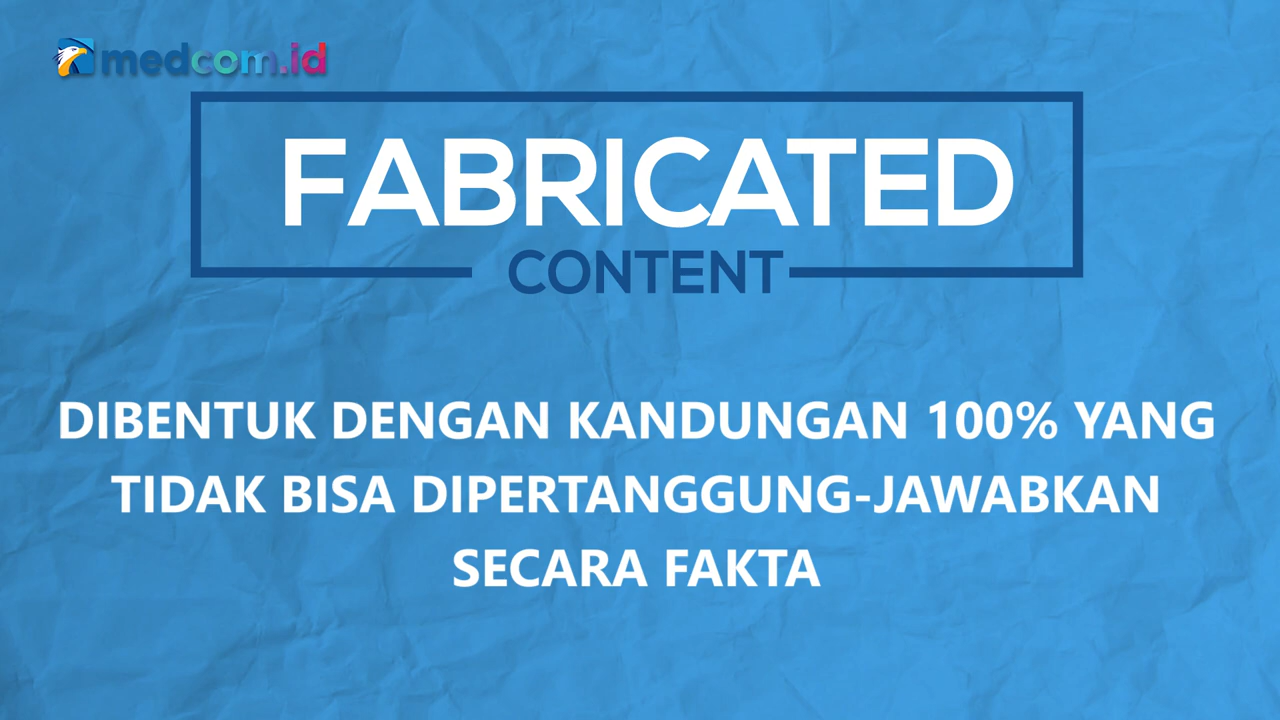 medcom.id
FABRICATED
CONTENT
DIBENTUK DENGAN KANDUNGAN 100% YANG
TIDAK BISA DIPERTANGGUNG-JAWABKAN
SECARA FAKTA